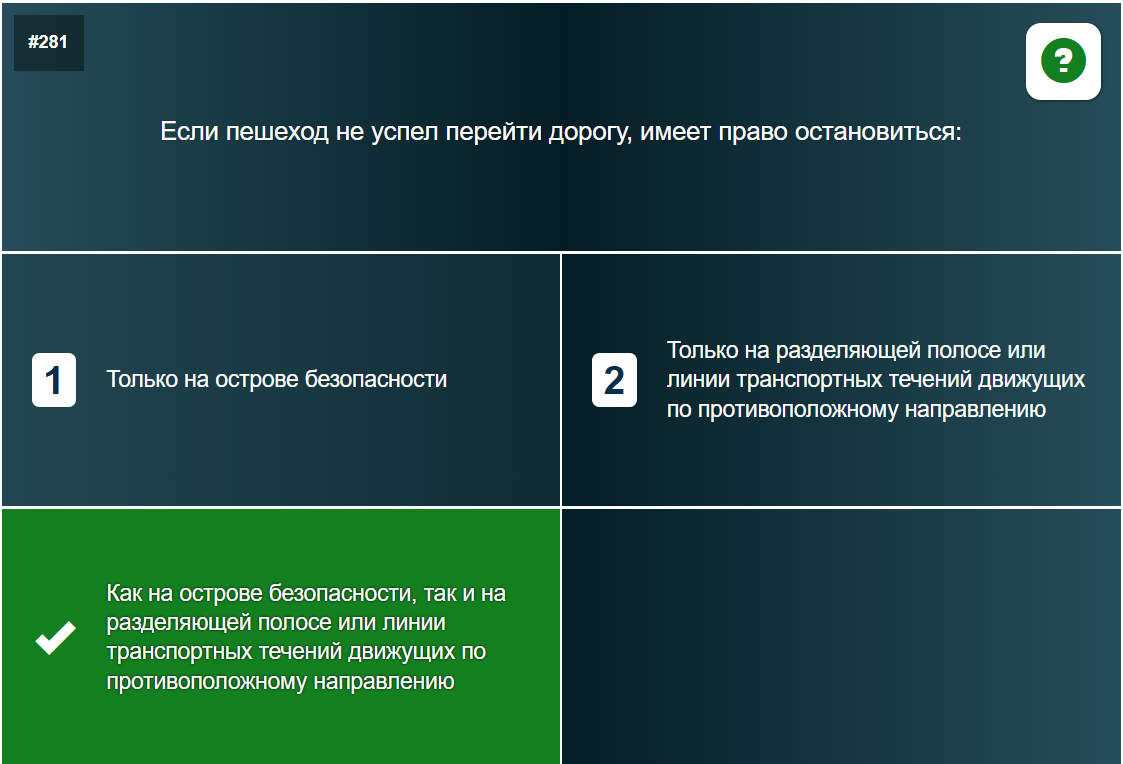 #281
?
Если пешеход не успел перейти дорогу, имеет право остановиться:
1
Только на острове безопасности
2
Только на разделяющей полосе или
линии транспортных течений движущих
по противоположному направлению
Как на острове безопасности, так и на
разделяющей полосе или линии
транспортных течений движущих по
противоположному направлению